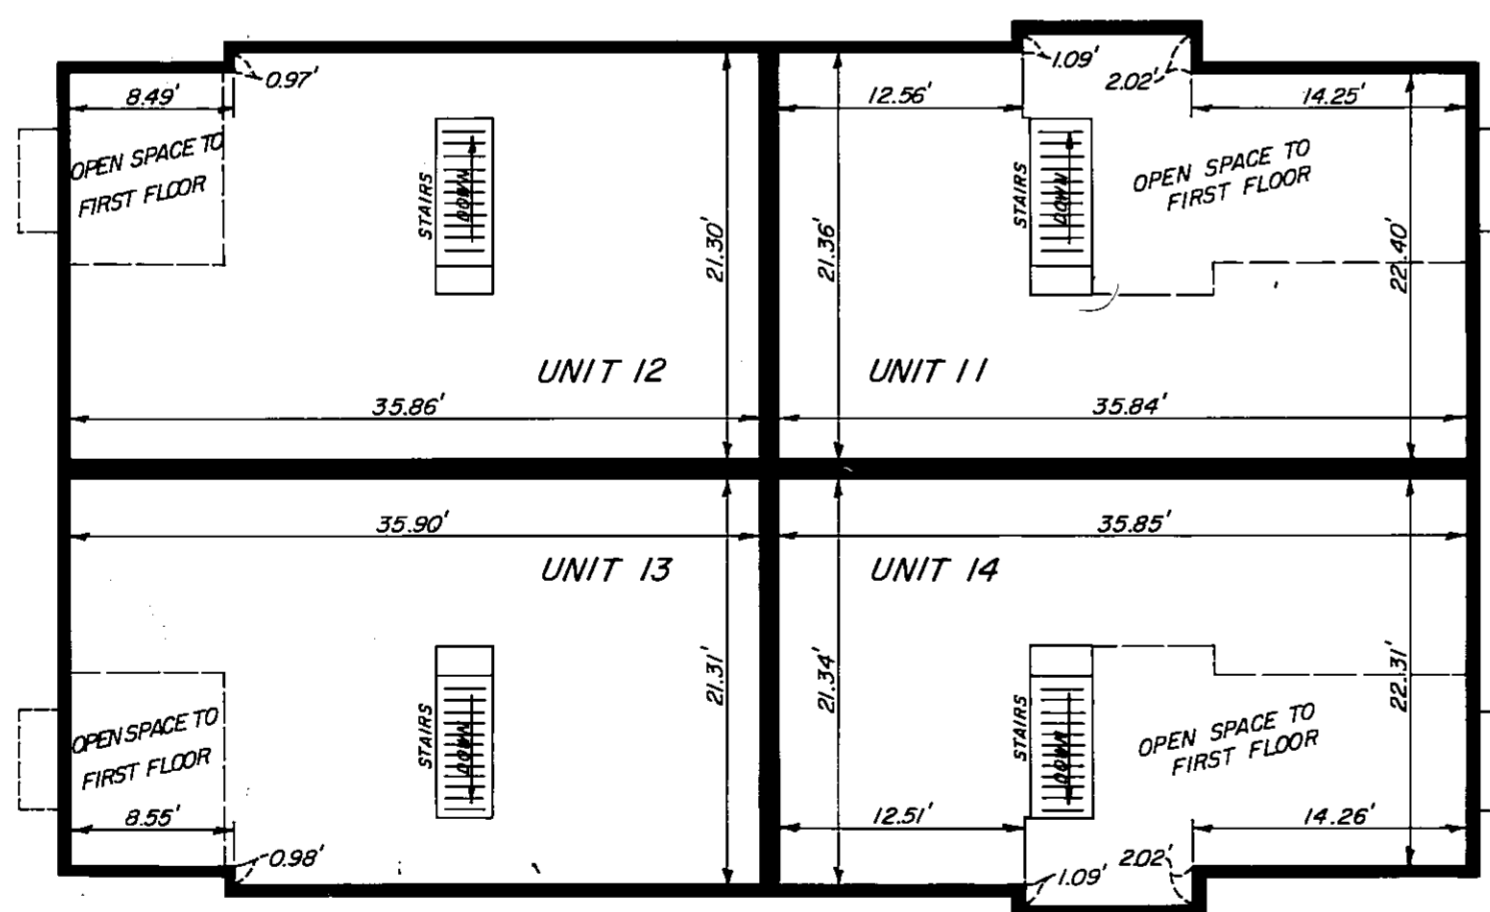 0.97'
1.09'
2.02'
8.49'
12.56'
14.25'
OPEN SPACE TO
FIRST FLOOR
STAIRS
DOWN
21.30'
21.36'
STAIRS
DOWN
OPEN SPACE TO
FIRST FLOOR
22.40'
UNIT 12
UNIT 11
35.86'
35.84'
35.90'
35.85'
UNIT 13
UNIT 14
21.31'
21.34'
22.31'
OPEN SPACE TO
FIRST FLOOR
STAIRS
DOWN
STAIRS
DOWN
OPEN SPACE TO
FIRST FLOOR
8.55'
12.51'
14.26'
0.98'
1.09'
2.02'